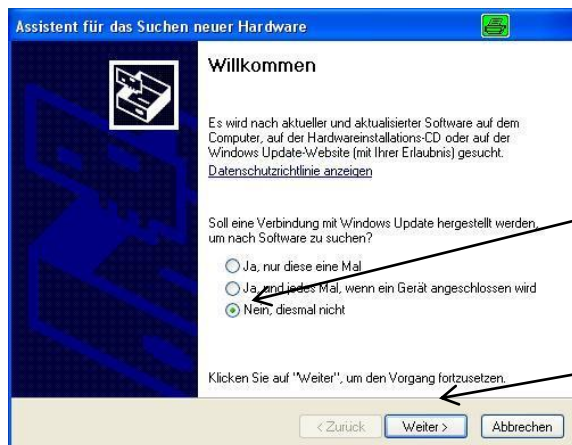 Assistent für das Suchen neuer Hardware
Willkommen
Es wird nach aktueller und aktualisierter Software auf dem
Computer, auf der Hardwareinstallations-CD oder auf der
Windows Update-Website (mit Ihrer Erlaubnis) gesucht.
Datenschutzrichtlinie anzeigen
Soll eine Verbindung mit Windows Update hergestellt werden,
um nach Software zu suchen?
Ja, nur diese eine Mal
Ja, und jedes Mal, wenn ein Gerät angeschlossen wird
Nein, diesmal nicht
Klicken Sie auf "Weiter", um den Vorgang fortzusetzen.
< Zurück Weiter > Abbrechen